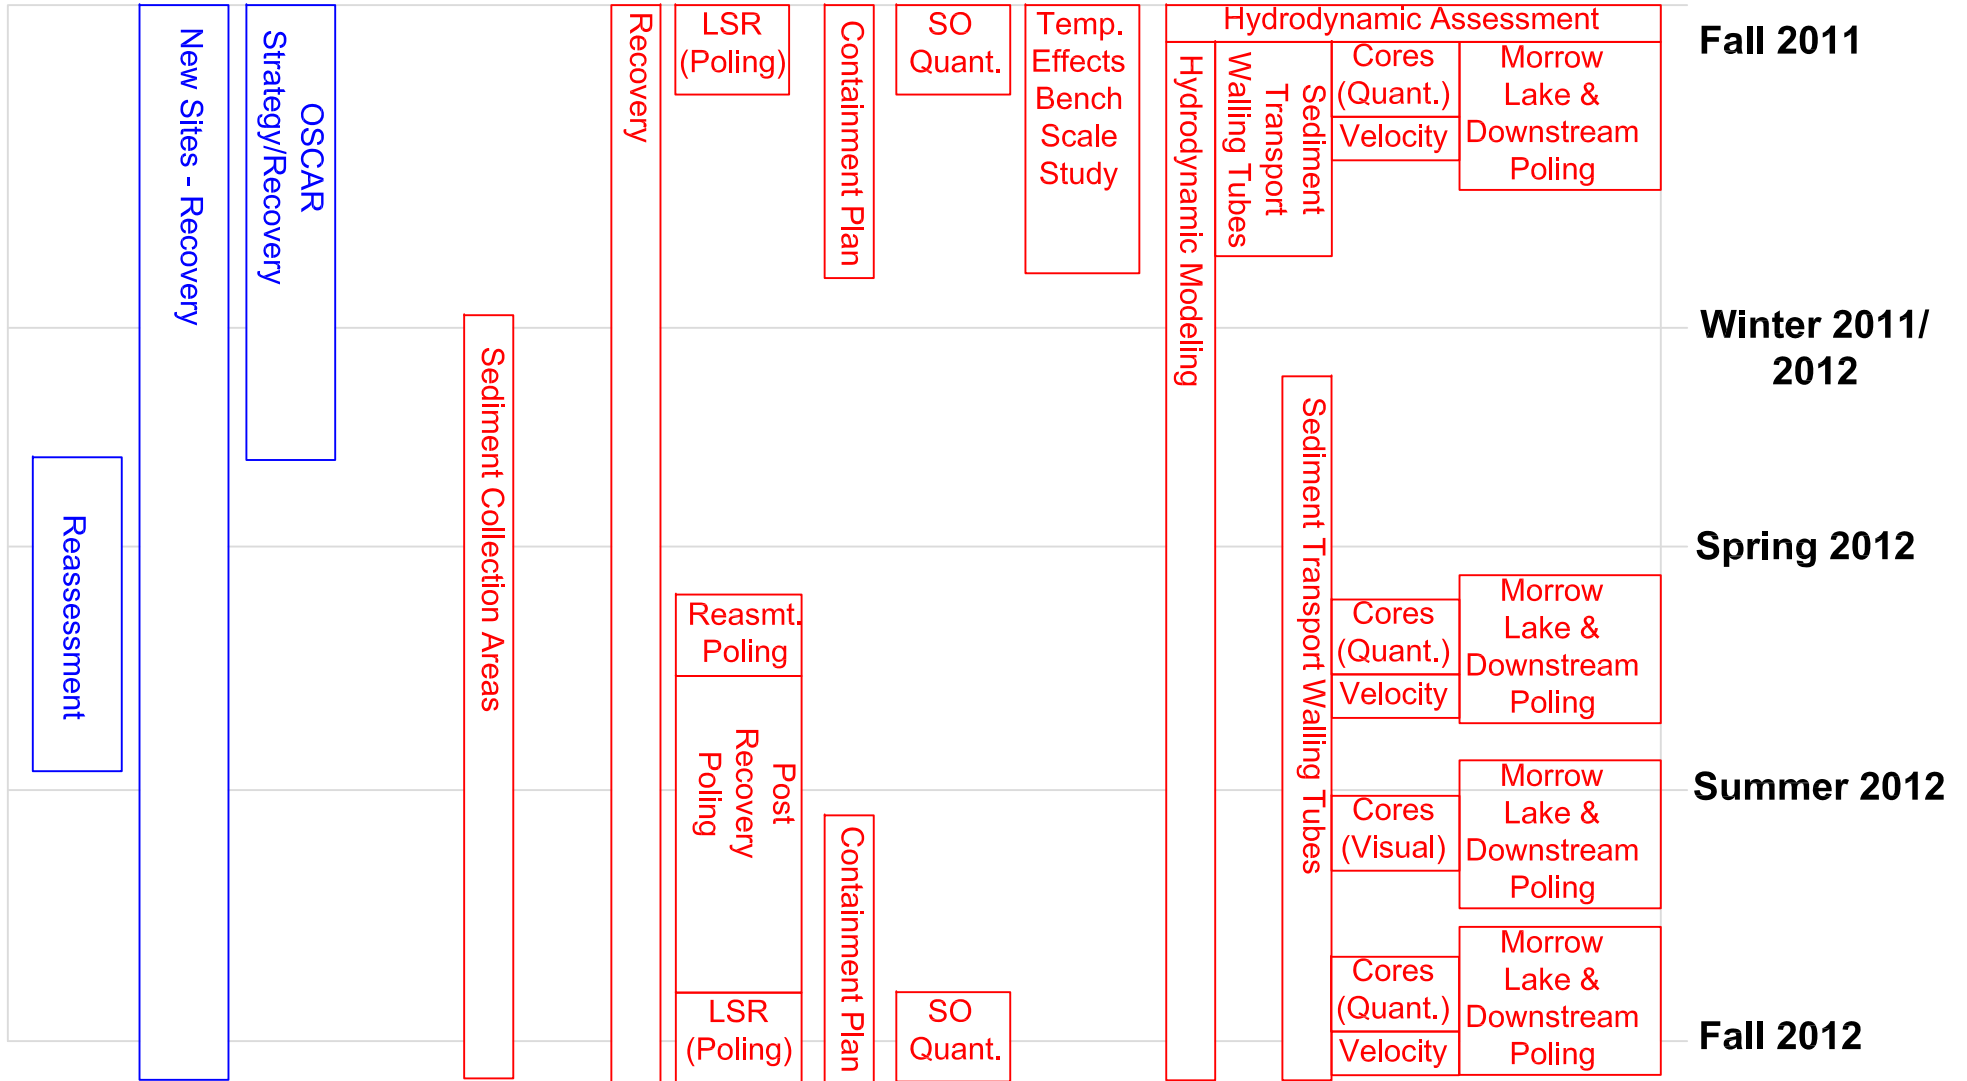 New Sites - Recovery
OSCAR
Strategy/Recovery
Recovery
LSR
(Poling)
Containment Plan
SO
Quant.
Temp.
Effects
Bench
Scale
Study
Hydrodynamic Assessment
Hydrodynamic Modeling
Sediment
Transport
Walling Tubes
Cores
(Quant.)
Velocity
Morrow
Lake &
Downstream
Poling
Fall 2011
Winter 2011/
2012
Reassessment
Sediment Collection Areas
Sediment Transport Walling Tubes
Spring 2012
Reasmt.
Poling
Cores
(Quant.)
Velocity
Morrow
Lake &
Downstream
Poling
Post
Recovery
Poling
Summer 2012
Containment Plan
Cores
(Visual)
Morrow
Lake &
Downstream
Poling
LSR
(Poling)
SO
Quant.
Cores
(Quant.)
Velocity
Morrow
Lake &
Downstream
Poling
Fall 2012